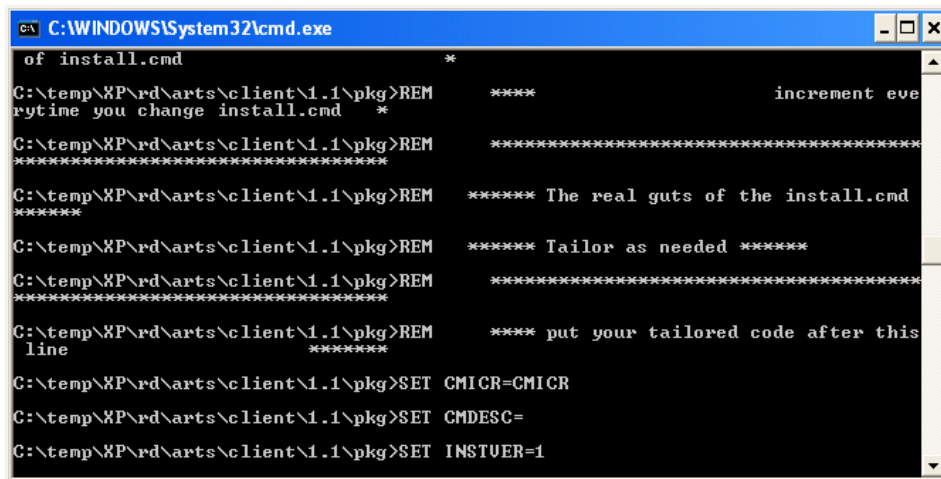 C:\WINDOWS\System32\cmd.exe
of install.cmd *
C:\temp\XP\rd\arts\client\1.1\pkg>REM **** increment eve
rytime you change install.cmd *
C:\temp\XP\rd\arts\client\1.1\pkg>REM **************************************
*********************************
C:\temp\XP\rd\arts\client\1.1\pkg>REM ****** The real guts of the install.cmd
******
C:\temp\XP\rd\arts\client\1.1\pkg>REM ****** Tailor as needed ******
C:\temp\XP\rd\arts\client\1.1\pkg>REM **************************************
*********************************
C:\temp\XP\rd\arts\client\1.1\pkg>REM **** put your tailored code after this
line *******
C:\temp\XP\rd\arts\client\1.1\pkg>SET CMICR=CMICR
C:\temp\XP\rd\arts\client\1.1\pkg>SET CMDESC=
C:\temp\XP\rd\arts\client\1.1\pkg>SET INSTVER=1